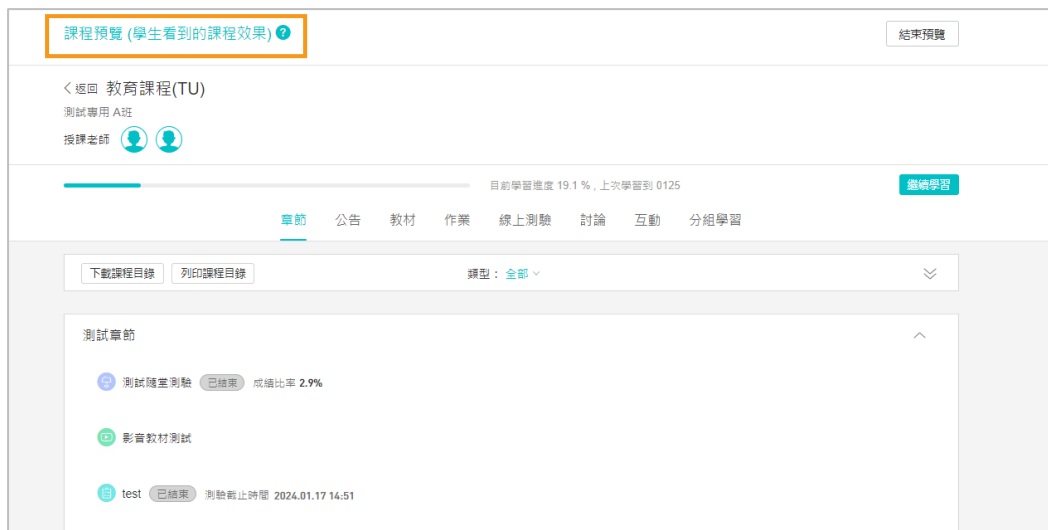 課程預覽 (學生看到的課程效果) ?
結束預覽
返回 教育課程(TU)
測試專用 A班
授課老師
目前學習進度 19.1 % , 上次學習到 0125
繼續學習
章節 公告 教材 作業 線上測驗 討論 互動 分組學習
下載課程目錄 列印課程目錄 類型： 全部
測試章節
測試隨堂測驗 已結束 成績比率 2.9%
影音教材測試
test 已結束 測驗截止時間 2024.01.17 14:51